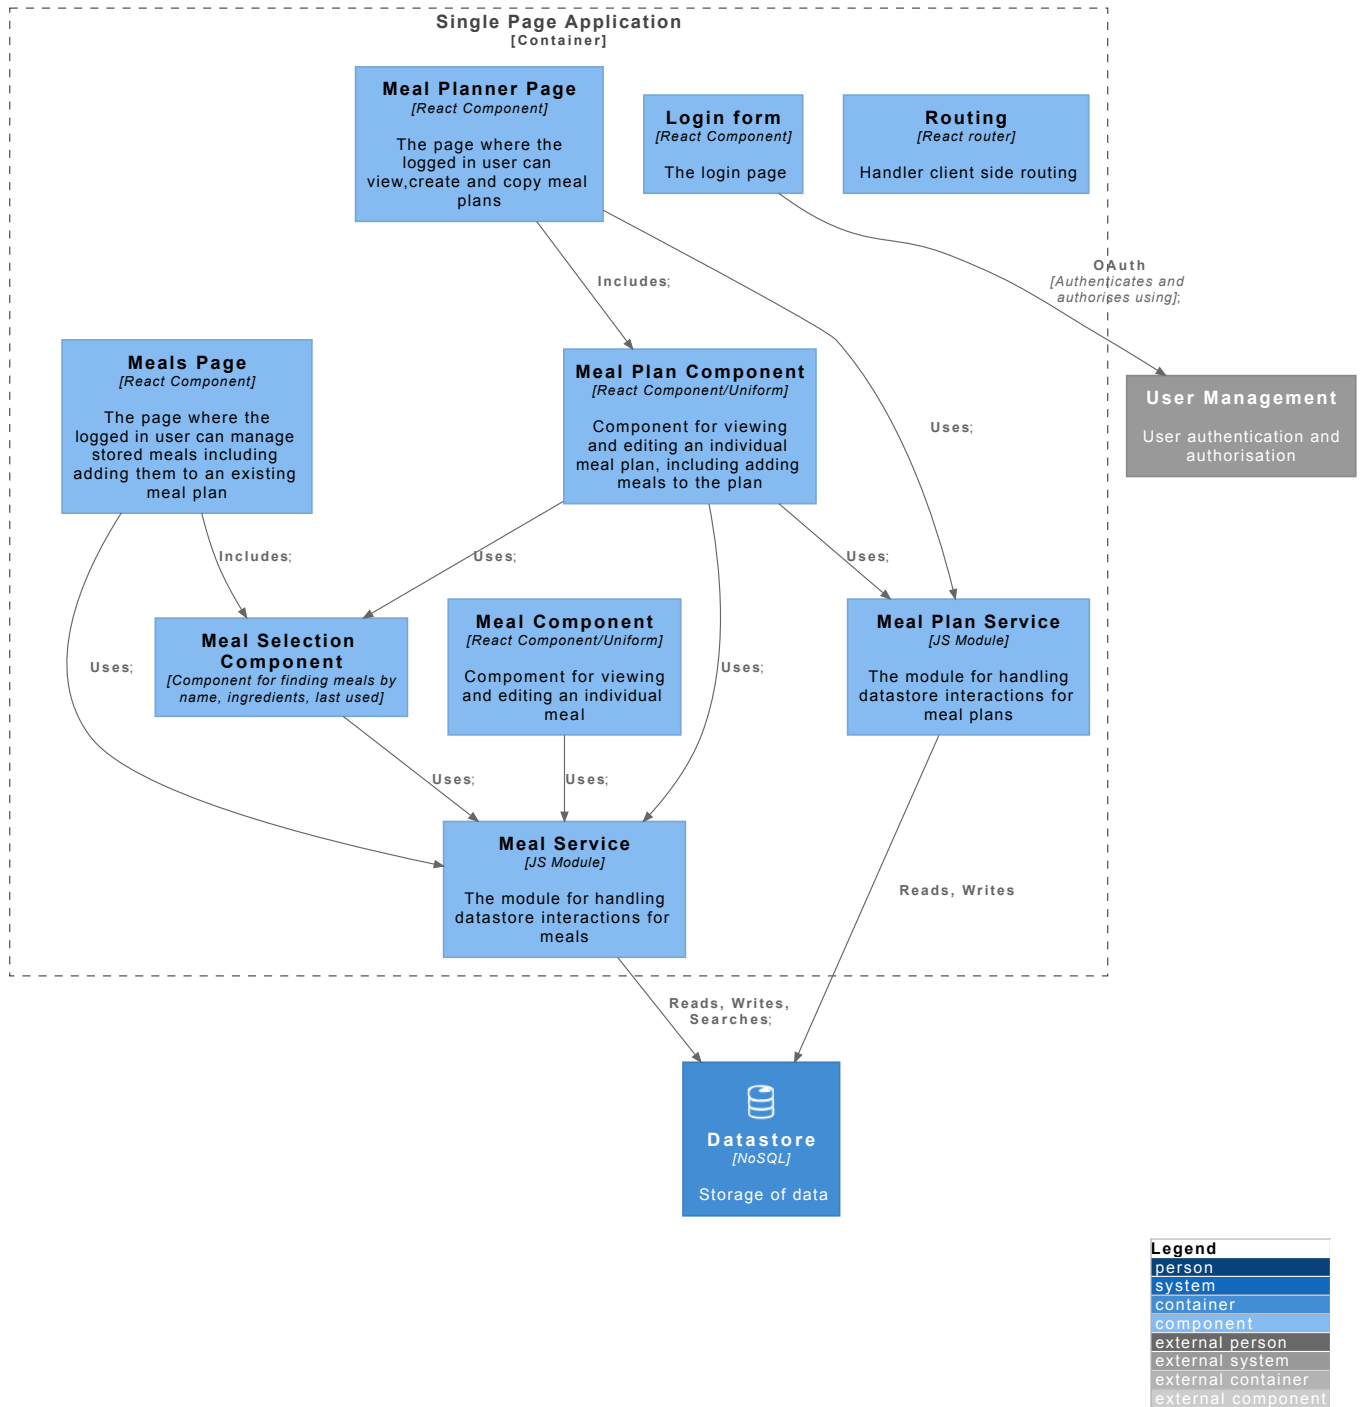 Single Page Application
[Container]
Meal Planner Page
[React Component]
The page where the
logged in user can
view,create and copy meal
plans
Login form
[React Component]
The login page
Routing
[React router]
Handler client side routing
OAuth
[Authenticates and
authorises using];
Includes;
Meals Page
[React Component]
The page where the
logged in user can manage
stored meals including
adding them to an existing
meal plan
Meal Plan Component
[React Component/Uniform]
Component for viewing
and editing an individual
meal plan, including adding
meals to the plan
Uses;
User Management
User authentication and
authorisation
Includes;
Uses;
Uses;
Uses;
Meal Selection
Component
[Component for finding meals by
name, ingredients, last used]
Meal Component
[React Component/Uniform]
Compoment for viewing
and editing an individual
meal
Uses;
Meal Plan Service
[JS Module]
The module for handling
datastore interactions for
meal plans
Uses;
Uses;
Meal Service
[JS Module]
The module for handling
datastore interactions for
meals
Reads, Writes
Reads, Writes,
Searches;
Datastore
[NoSQL]
Storage of data
Legend
person
system
container
component
external person
external system
external container
external component